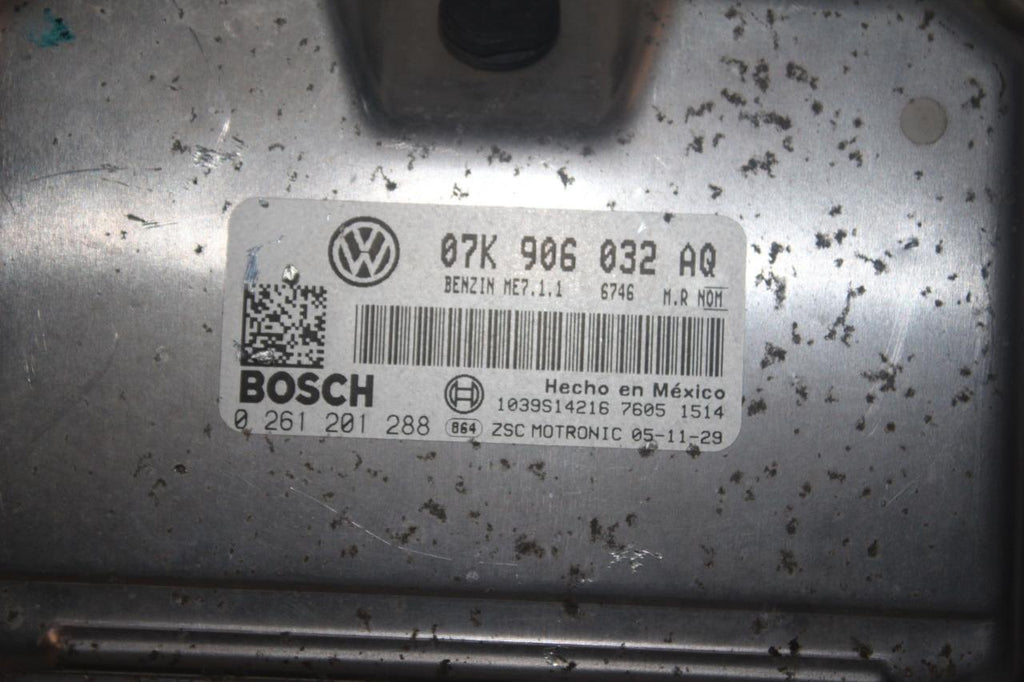 07K 906 032 AQ
BENZIN ME7.1.1 6746 M.R NOM
BOSCH
Hecho en México
1039S14216 7605 1514
0 261 201 288 864 ZSC MOTRONIC 05-11-29